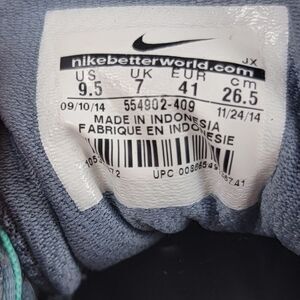 JX
nikebetterworld.com
US UK EUR cm
9.5 7 41 26.5
09/10/14 554902-409 11/24/14
MADE IN INDONESIA
FABRIQUE EN INDONESIE
UPC